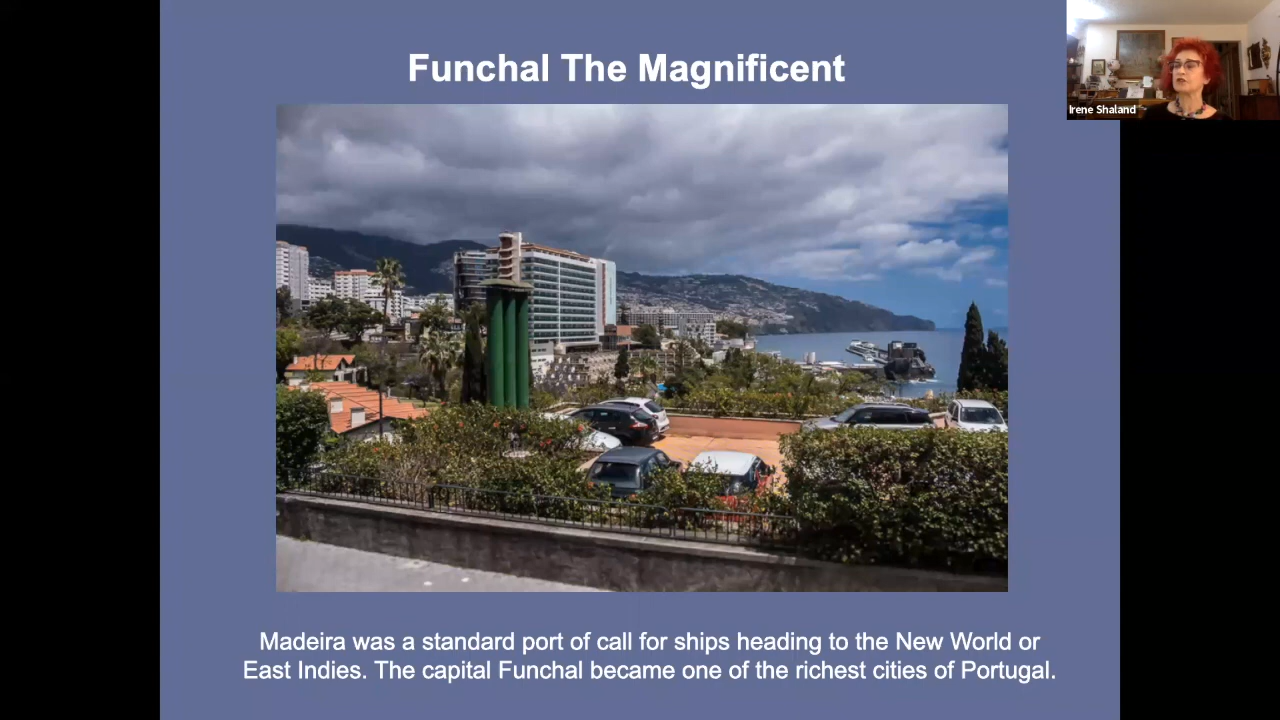 Funchal The Magnificent
Irene Shaland
Madeira was a standard port of call for ships heading to the New World or
East Indies. The capital Funchal became one of the richest cities of Portugal.